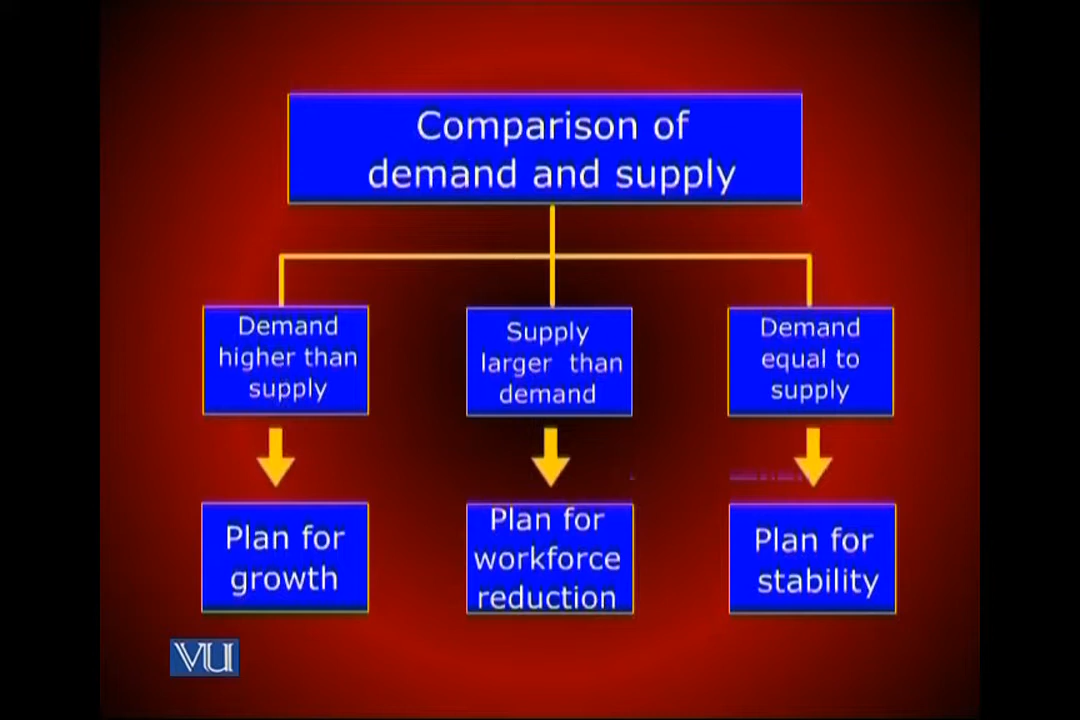 Comparison of
demand and supply
Demand
higher than
supply
Supply
larger than
demand
Demand
equal to
supply
Plan for
growth
Plan for
workforce
reduction
Plan for
stability
VU